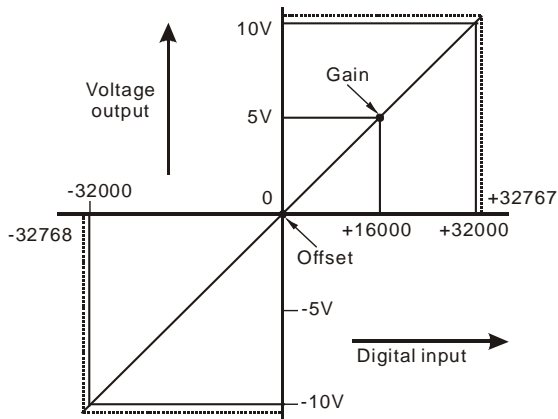 10V
Voltage
output
Gain
5V
-32000
0
+32767
-32768
+16000
+32000
Offset
-5V
Digital input
-10V